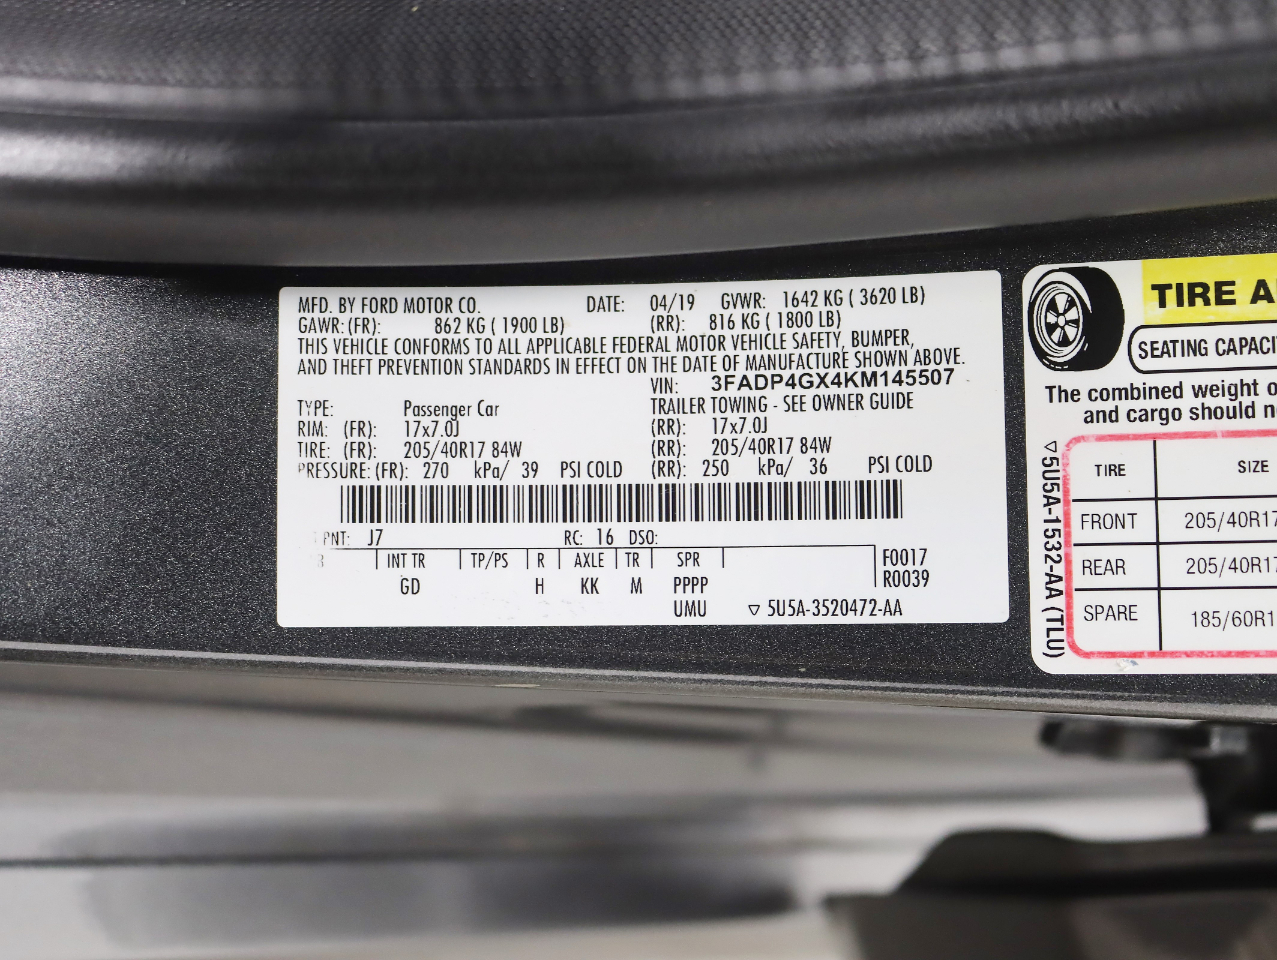 MFD. BY FORD MOTOR CO. DATE: 04/19 GVWR: 1642 KG ( 3620 LB)
GAWR: (FR): 862 KG ( 1900 LB) (RR): 816 KG ( 1800 LB)
THIS VEHICLE CONFORMS TO ALL APPLICABLE FEDERAL MOTOR VEHICLE SAFETY, BUMPER,
AND THEFT PREVENTION STANDARDS IN EFFECT ON THE DATE OF MANUFACTURE SHOWN ABOVE.
VIN: 3FADP4GX4KM145507
TYPE: Passenger Car TRAILER TOWING - SEE OWNER GUIDE
RIM: (FR): 17x7.0J (RR): 17x7.0J
TIRE: (FR): 205/40R17 84W (RR): 205/40R17 84W
PRESSURE: (FR): 270 kPa/ 39 PSI COLD (RR): 250 kPa/ 36 PSI COLD
PNT: J7 RC: 16 DSO:
INT TR TP/PS R AXLE TR SPR F0017
GD H KK M PPPP R0039
UMU ▽ 5U5A-3520472-AA
TIRE A
SEATING CAPACI
The combined weight o
and cargo should n
TIRE SIZE
FRONT 205/40R17
REAR 205/40R17
SPARE 185/60R1
▽5U5A-1532-AA (TLU)